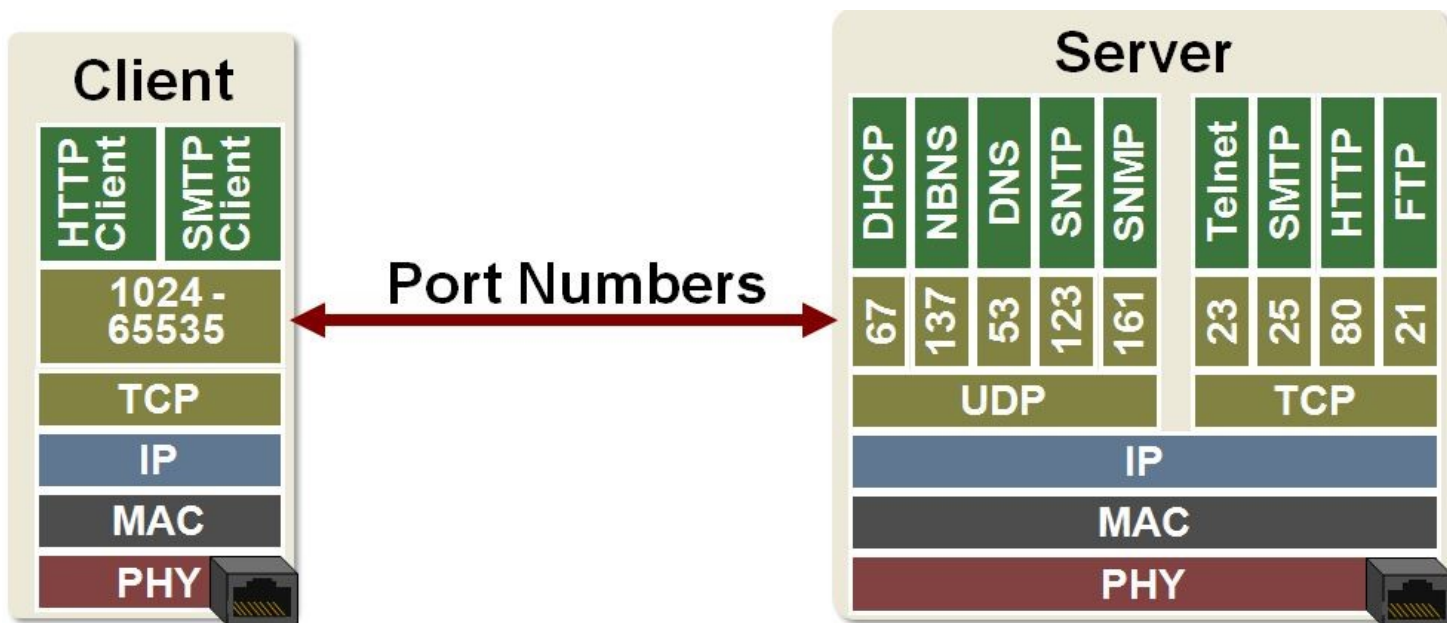 Client
HTTP
Client
SMTP
Client
1024 -
65535
TCP
IP
MAC
PHY
Port Numbers
Server
DHCP
NBNS
DNS
SNTP
SNMP
Telnet
SMTP
HTTP
FTP
67
137
53
123
161
23
25
80
21
UDP
TCP
IP
MAC
PHY